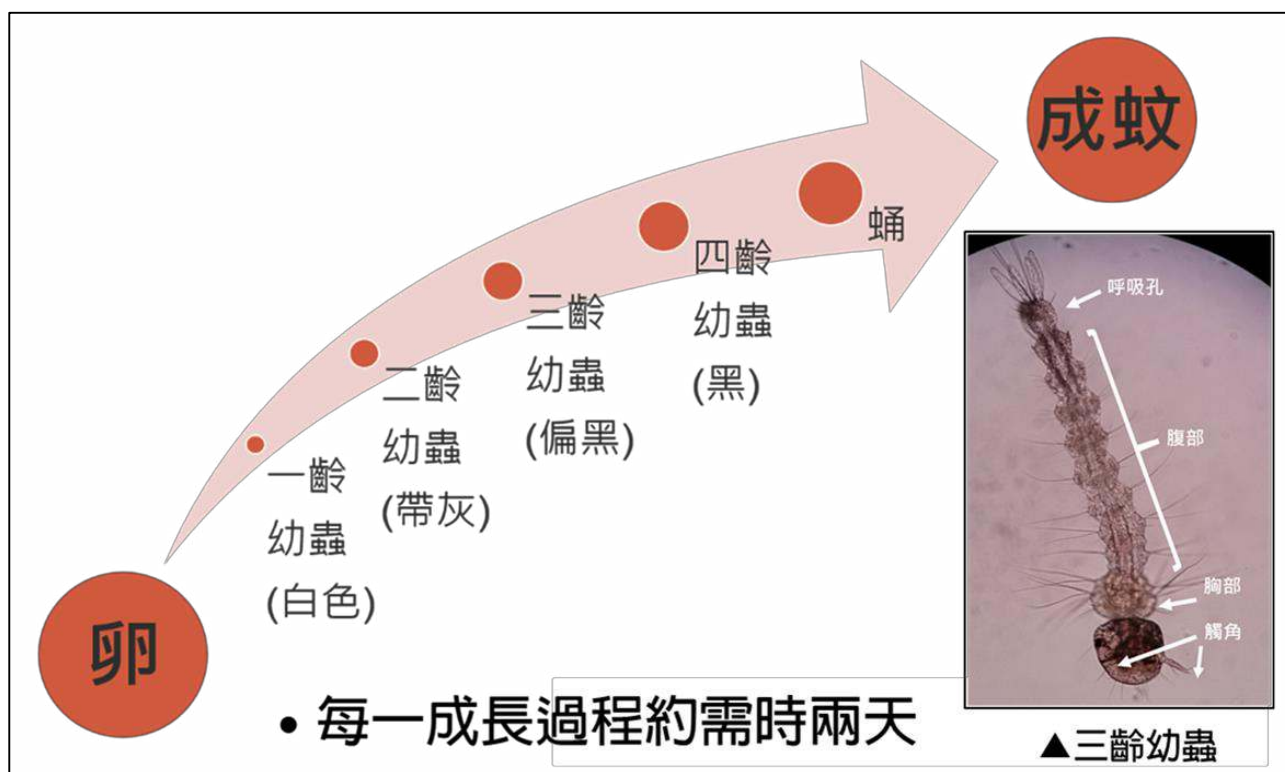 成蚊
蛹
四齡
幼蟲
(黑)
三齡
幼蟲
(偏黑)
二齡
幼蟲
(帶灰)
一齡
幼蟲
(白色)
卵
• 每一成長過程約需時兩天
呼吸孔
腹部
胸部
觸角
▲三齡幼蟲